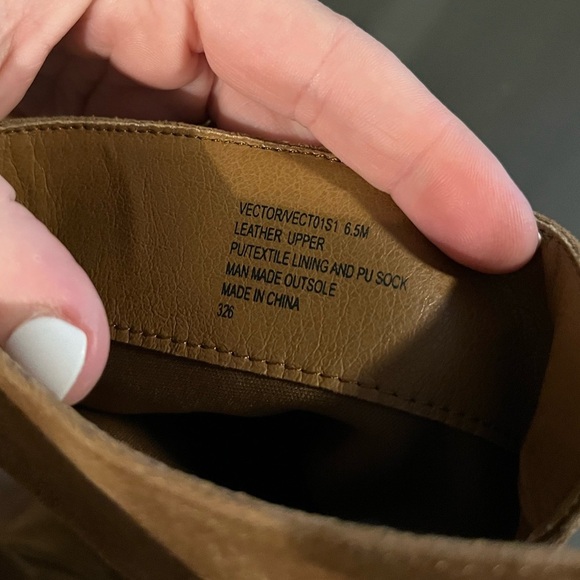 VECTOR/VECT01S1 6.5M
LEATHER UPPER
PU/TEXTILE LINING AND PU SOCK
MAN MADE OUTSOLE
MADE IN CHINA
326